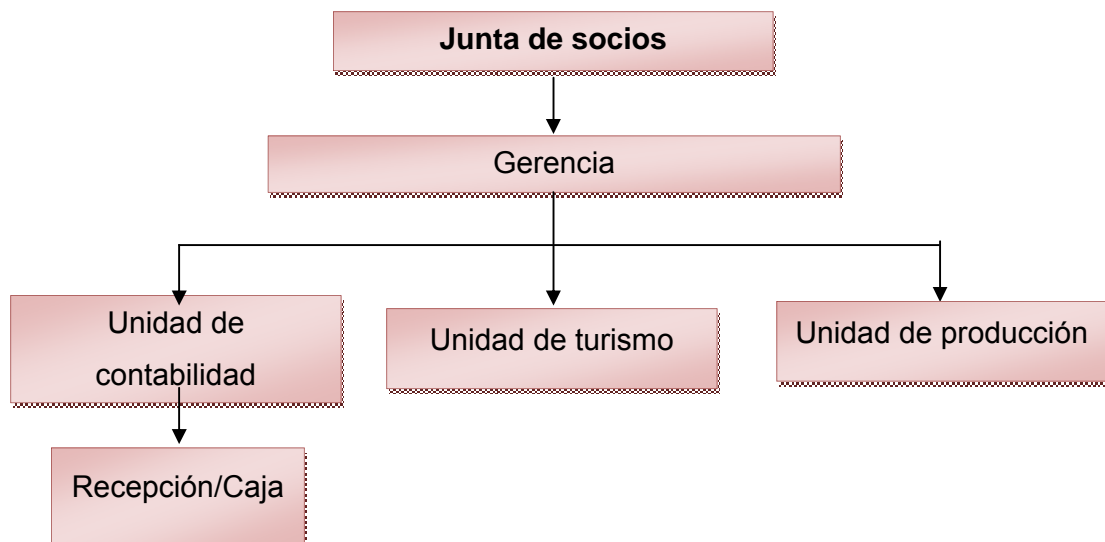 Junta de socios
Gerencia
Unidad de
contabilidad
Unidad de turismo
Unidad de producción
Recepción/Caja